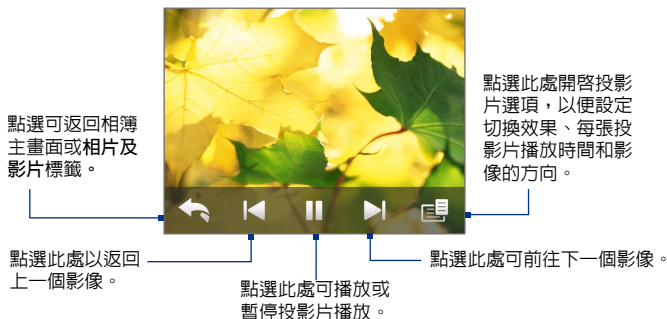 點選此處開啓投影
片選項，以便設定
切換效果、每張投
影片播放時間和影
像的方向。
點選可返回相簿
主畫面或相片及
影片標籤。
點選此處以返回
上一個影像。
點選此處可播放或
暫停投影片播放。
點選此處可前往下一個影像。